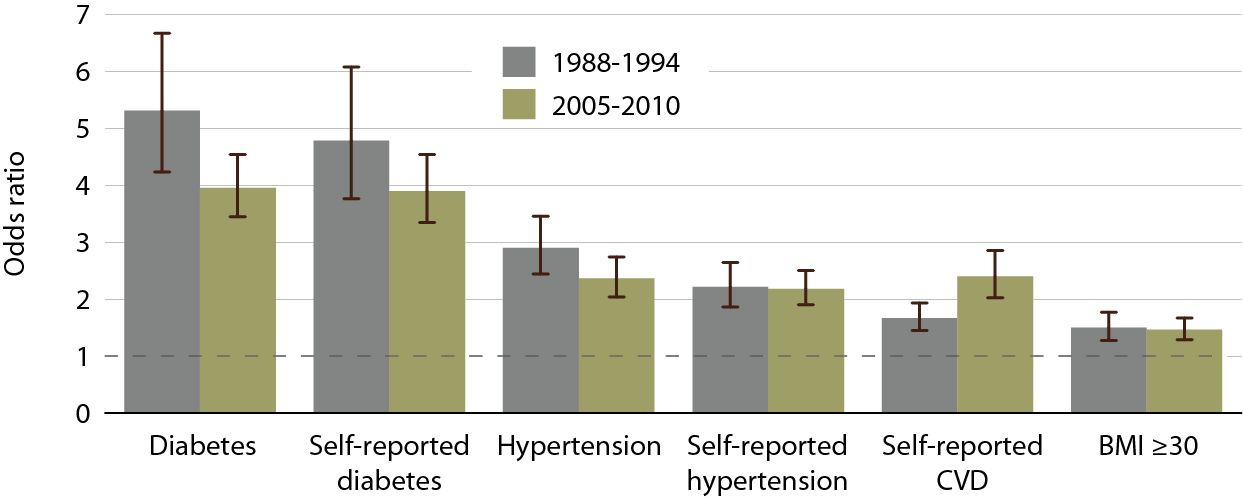 7
6
5
4
3
2
1
0
Odds ratio
1988-1994
2005-2010
Diabetes
Self-reported
diabetes
Hypertension
Self-reported
hypertension
Self-reported
CVD
BMI ≥30